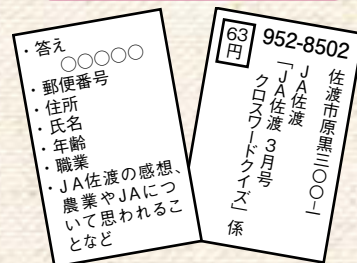 ・答え
○○○○○
・郵便番号
・住所
・氏名
・年齢
・職業
・JA佐渡の感想、
農業やJAにつ
いて思われるこ
となど
63
円
952-8502
佐渡市原黒三〇〇ー一
JA佐渡
「JA佐渡 3月号
クロスワードクイズ」係